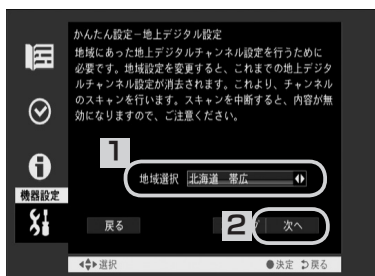 かんたん設定－地上デジタル設定
地域にあった地上デジタルチャンネル設定を行うために
必要です。地域設定を変更すると、これまでの地上デジタ
ルチャンネル設定が消去されます。これより、チャンネル
のスキャンを行います。スキャンを中断すると、内容が無
効になりますので、ご注意ください。
1
地域選択 北海道 帯広
機器設定
戻る
2
次へ
選択
決定 戻る